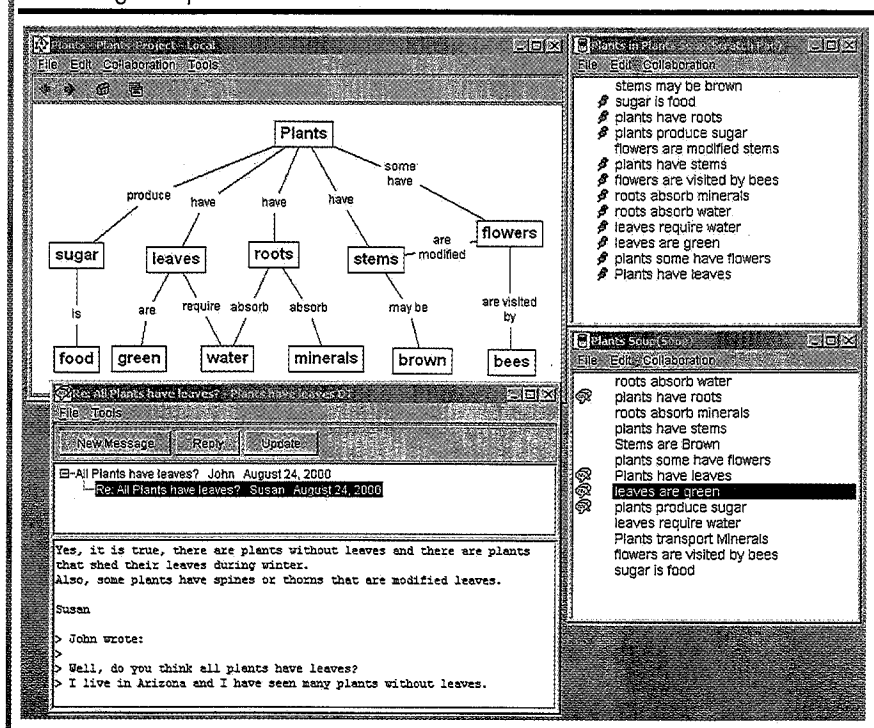 Plants - Plants Project - Local
File Edit Collaboration Tools
Plants
produce
have
have
have
some
have
sugar
leaves
roots
stems
are
modified
flowers
is
are
require
absorb
absorb
may be
are visited
by
food
green
water
minerals
brown
bees
Plants in Plants Soup
File Edit Collaboration
stems may be brown
sugar is food
plants have roots
plants produce sugar
flowers are modified stems
plants have stems
flowers are visited by bees
roots absorb minerals
roots absorb water
leaves require water
leaves are green
plants some have flowers
Plants have leaves
Plants Soup (Soup)
File Edit Collaboration
roots absorb water
plants have roots
roots absorb minerals
plants have stems
Stems are Brown
plants some have flowers
Plants have leaves
leaves are green
plants produce sugar
leaves require water
Plants transport Minerals
flowers are visited by bees
sugar is food
Re: All Plants have leaves? - Plants have leaves
File Tools
New Message Reply Update
All Plants have leaves? John August 24, 2000
Re: All Plants have leaves? Susan August 24, 2000
Yes, it is true, there are plants without leaves and there are plants
that shed their leaves during winter.
Also, some plants have spines or thorns that are modified leaves.
Susan
> John wrote:
>
> Well, do you think all plants have leaves?
> I live in Arizona and I have seen many plants without leaves.